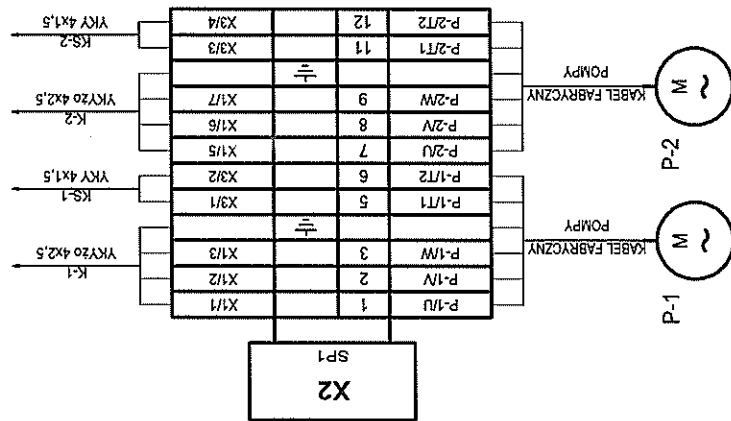 X2
SP1
P-1/U 1 X1/1
P-1/V 2 X1/2
P-1/W 3 X1/3
P-1/T1 5 X3/1
P-1/T2 6 X3/2
P-2/U 7 X1/5
P-2/V 8 X1/6
P-2/W 9 X1/7
P-2/T1 11 X3/3
P-2/T2 12 X3/4
P-1
M
~
KABEL FABRYCZNY
POMPY
P-2
M
~
KABEL FABRYCZNY
POMPY
K-1
YKYżo 4x2,5
KS-1
YKY 4x1,5
K-2
YKYżo 4x2,5
KS-2
YKY 4x1,5